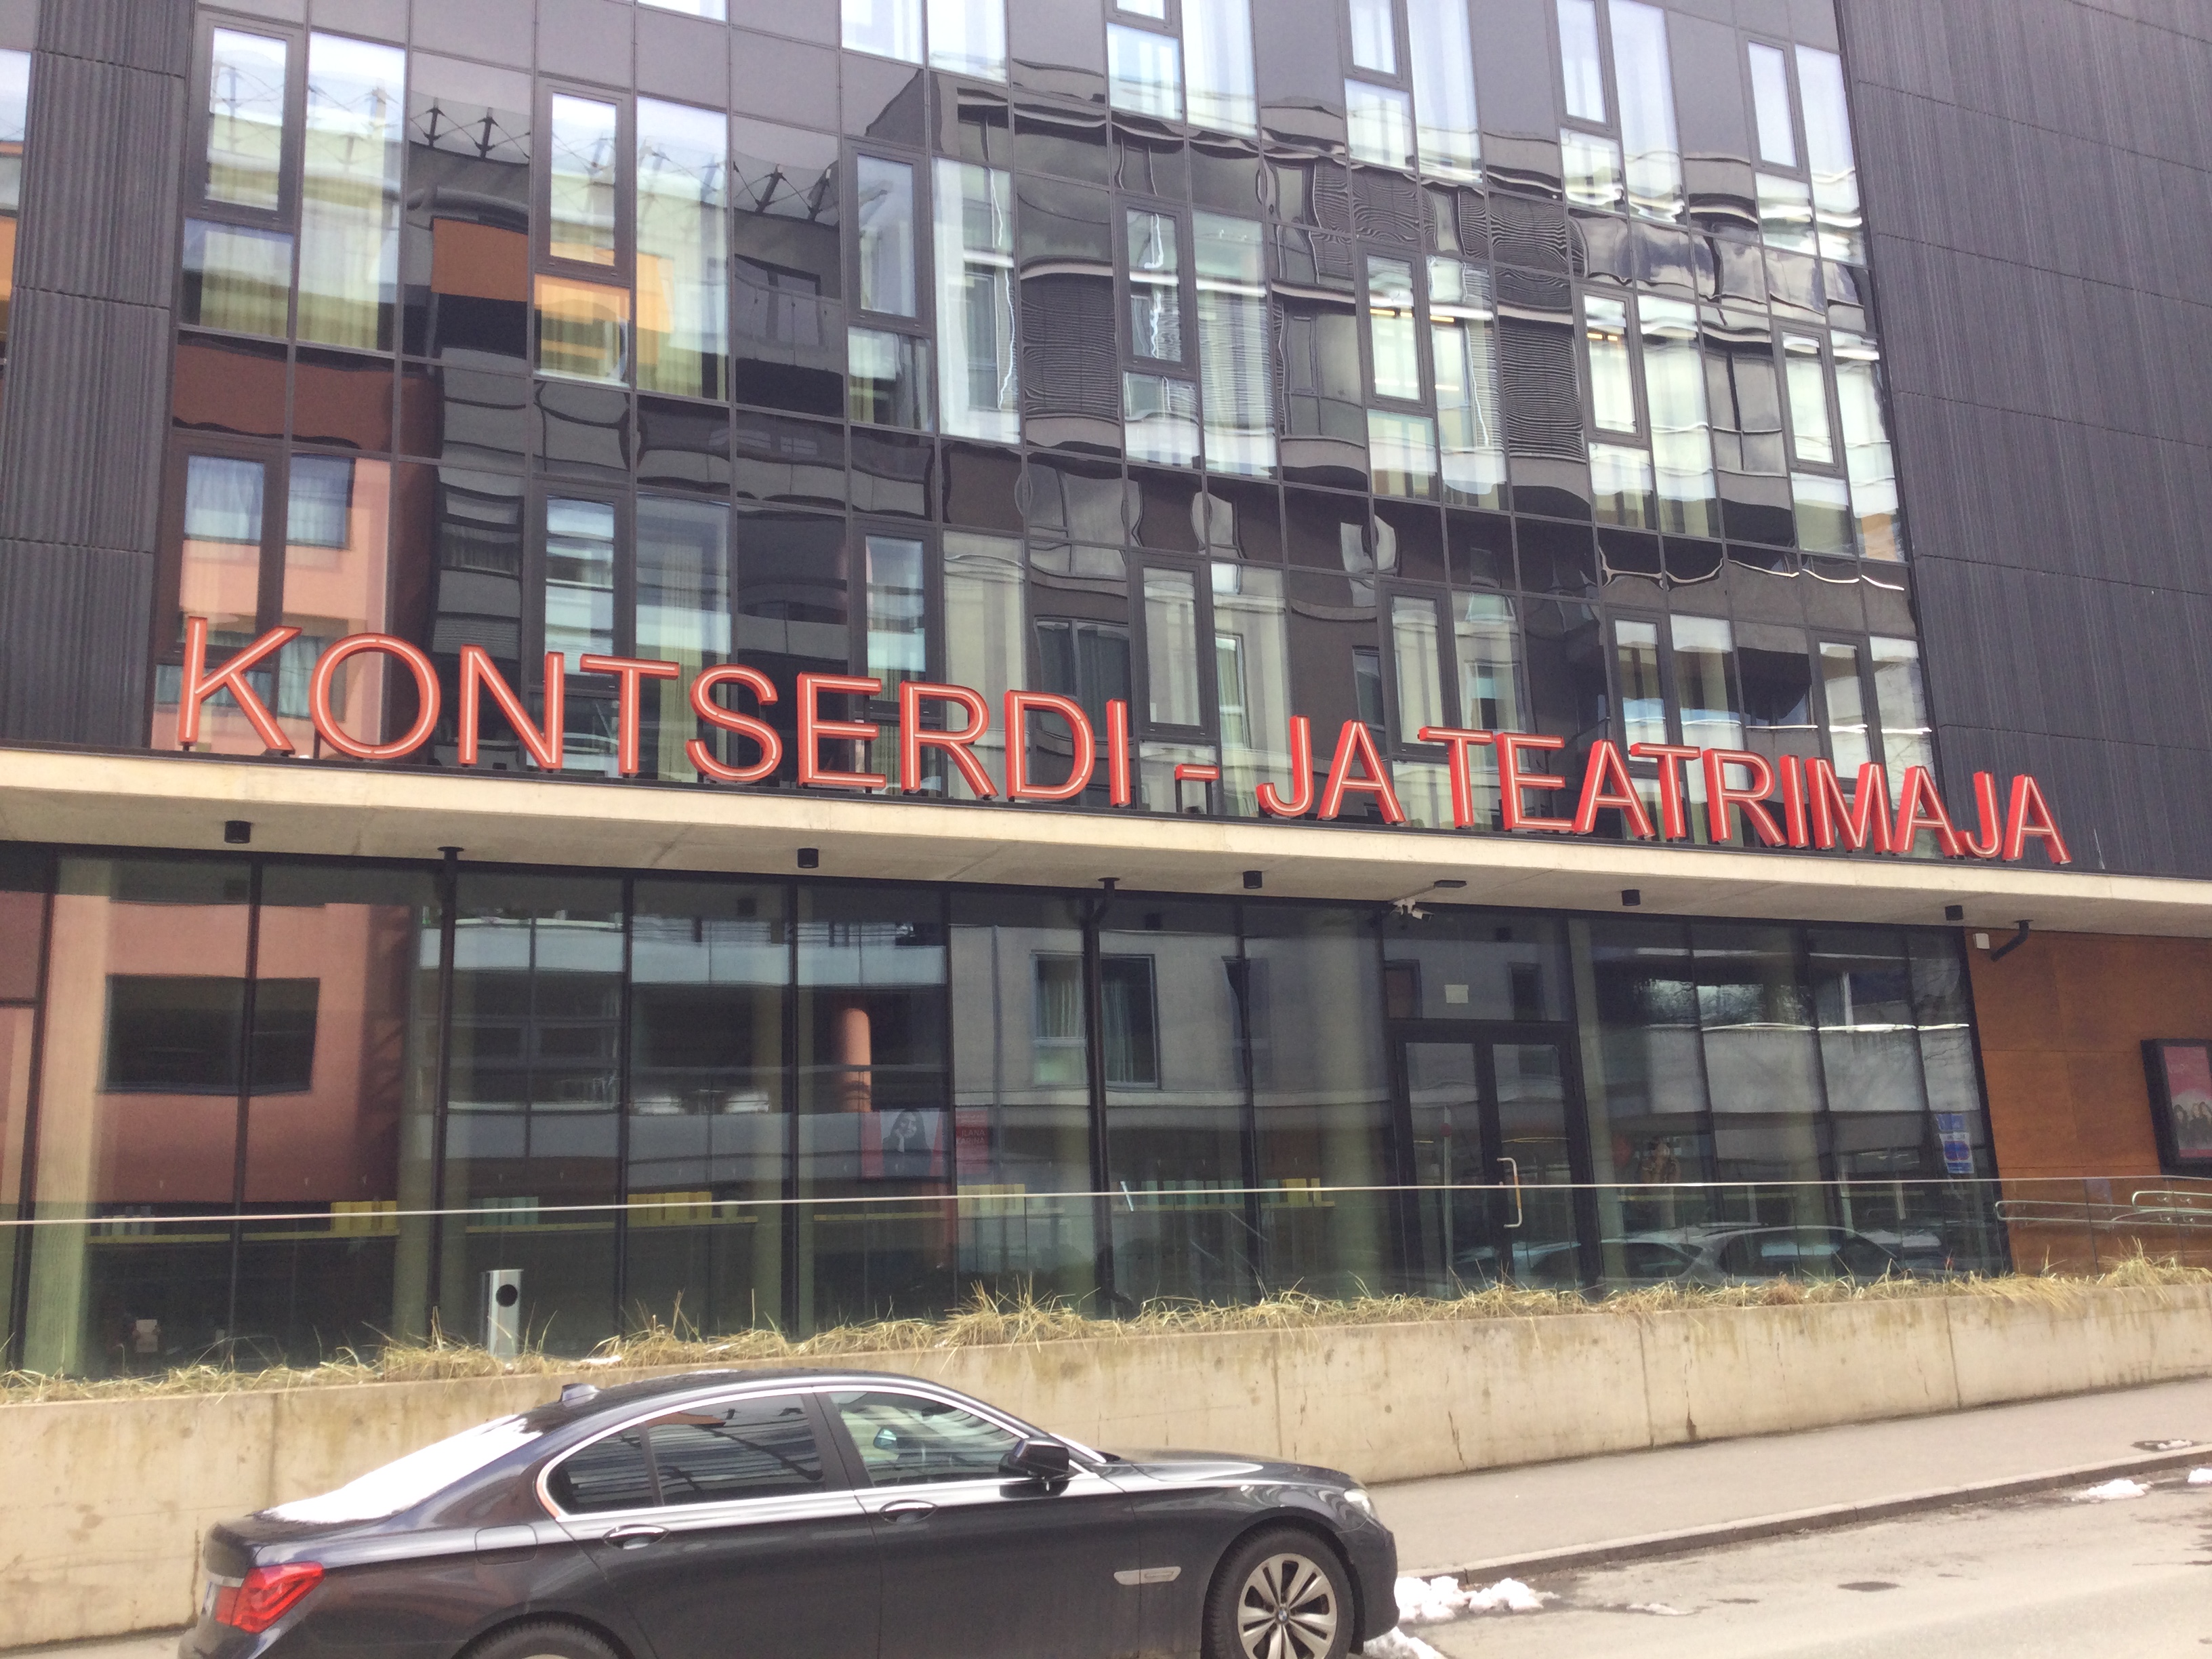 KONTSERDI - JA TEATRIMAJA